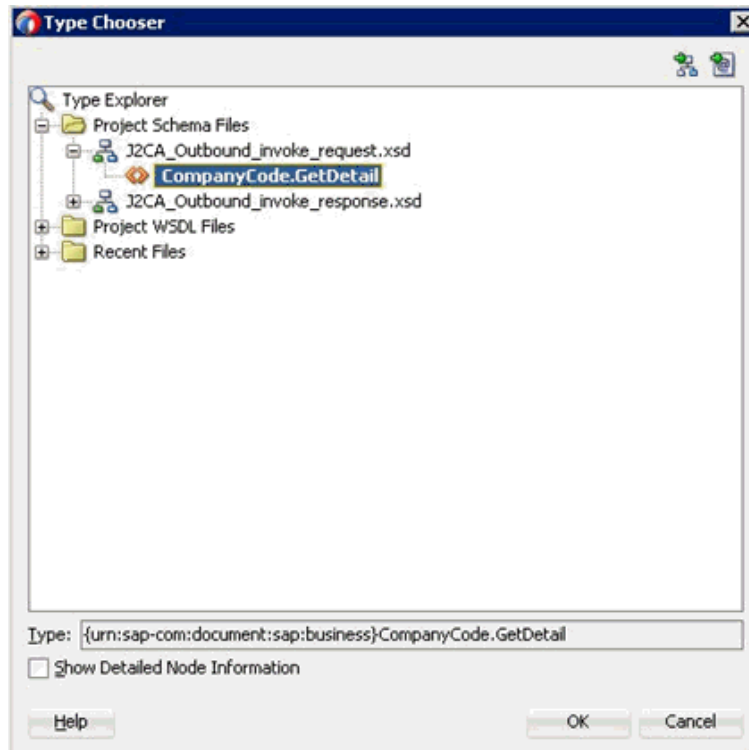 Type Chooser
Type Explorer
Project Schema Files
J2CA_Outbound_invoke_request.xsd
CompanyCode.GetDetail
J2CA_Outbound_invoke_response.xsd
Project WSDL Files
Recent Files
Type: {urn:sap-com:document:sap:business}CompanyCode.GetDetail
Show Detailed Node Information
Help OK Cancel